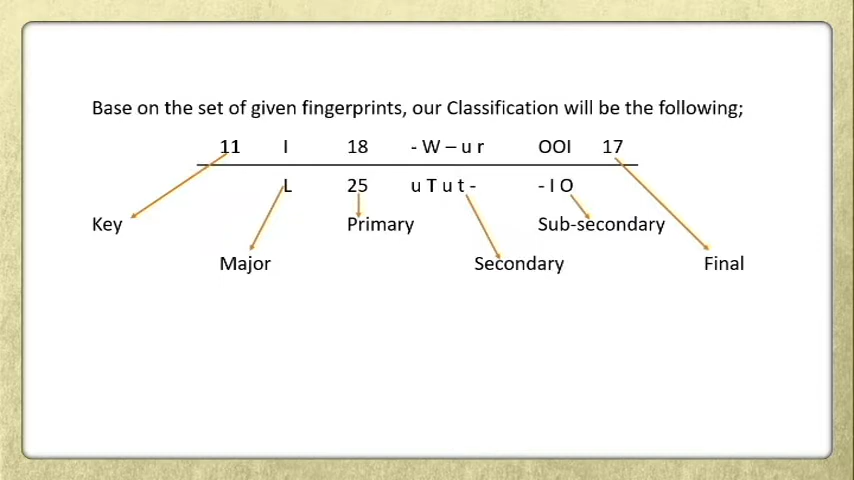 Base on the set of given fingerprints, our Classification will be the following;
11 I 18 - W – u r OOI 17
L 25 u T u t - - I O
Key Primary Sub-secondary
Major Secondary Final